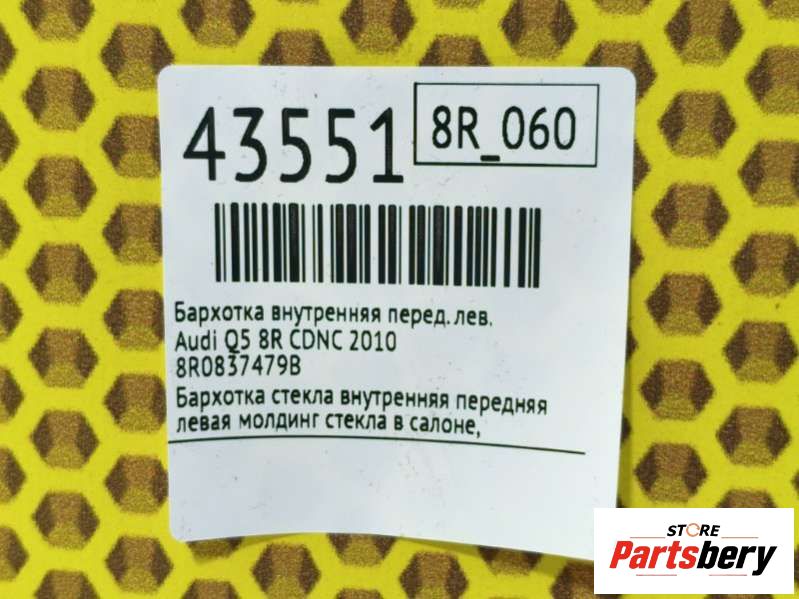 43551
8R_060
Бархотка внутренняя перед. лев.
Audi Q5 8R CDNC 2010
8R0837479B
Бархотка стекла внутренняя передняя
левая молдинг стекла в салоне,
STORE
Partsbery